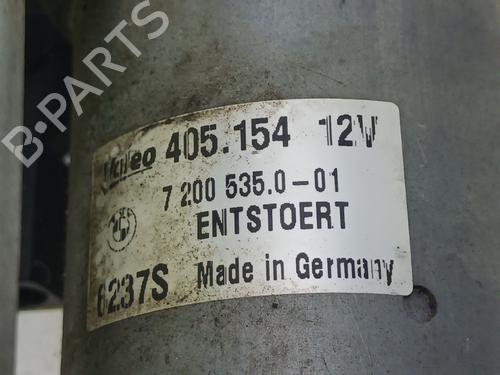 B-PARTS
Valeo 405.154 12V
7 200 535.0-01
ENTSTOERT
6237S Made in Germany